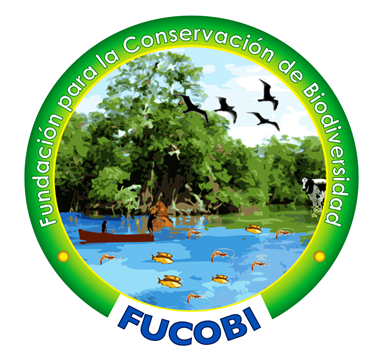 Fundación para la Conservación de Biodiversidad
FUCOBI